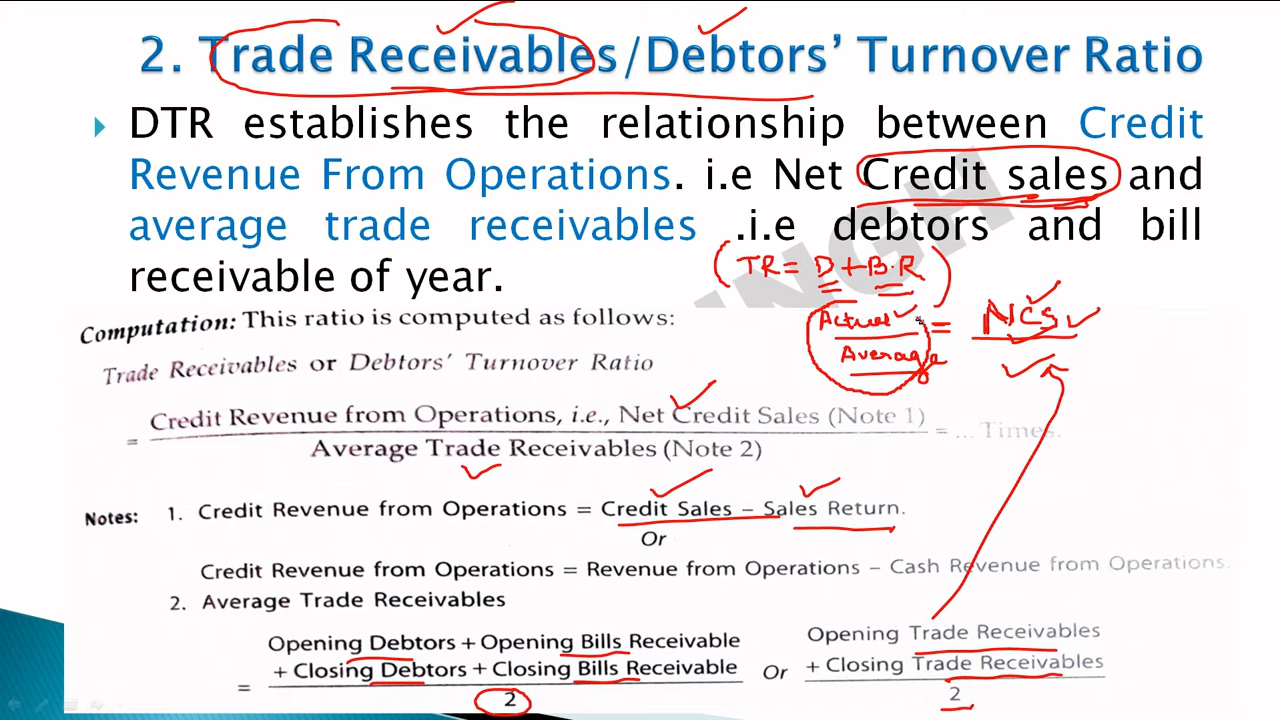 2. Trade Receivables/Debtors’ Turnover Ratio
DTR establishes the relationship between Credit
Revenue From Operations. i.e Net Credit sales and
average trade receivables .i.e debtors and bill
receivable of year.
(TR = D + B.R)
Actual
Average
= NCS
Computation: This ratio is computed as follows:
Trade Receivables or Debtors’ Turnover Ratio
= Credit Revenue from Operations, i.e., Net Credit Sales (Note 1) = ... Times.
Average Trade Receivables (Note 2)
Notes: 1. Credit Revenue from Operations = Credit Sales – Sales Return.
Or
Credit Revenue from Operations = Revenue from Operations – Cash Revenue from Operations.
2. Average Trade Receivables
Opening Debtors + Opening Bills Receivable
+ Closing Debtors + Closing Bills Receivable
= 2
Or
Opening Trade Receivables
+ Closing Trade Receivables
2